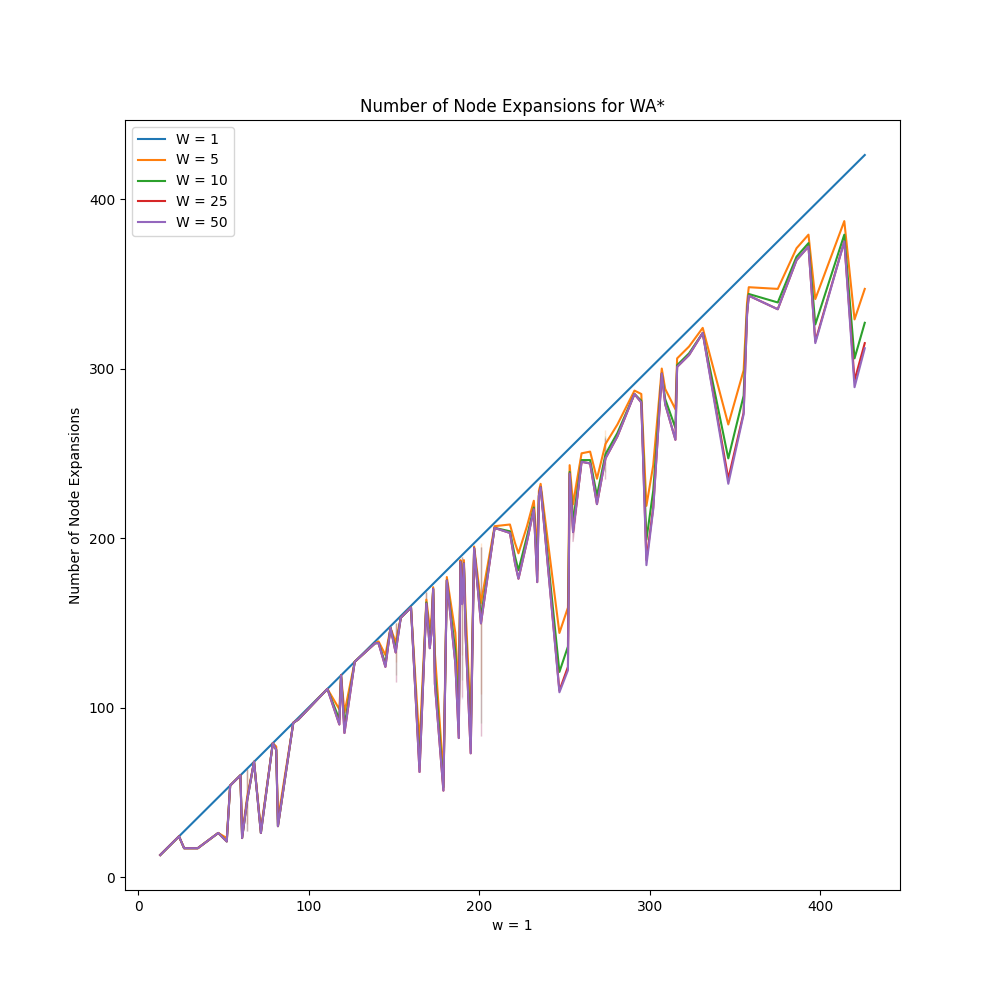 Number of Node Expansions for WA*
W = 1
W = 5
W = 10
W = 25
W = 50
Number of Node Expansions
400
300
200
100
0
0 100 200 300 400
w = 1